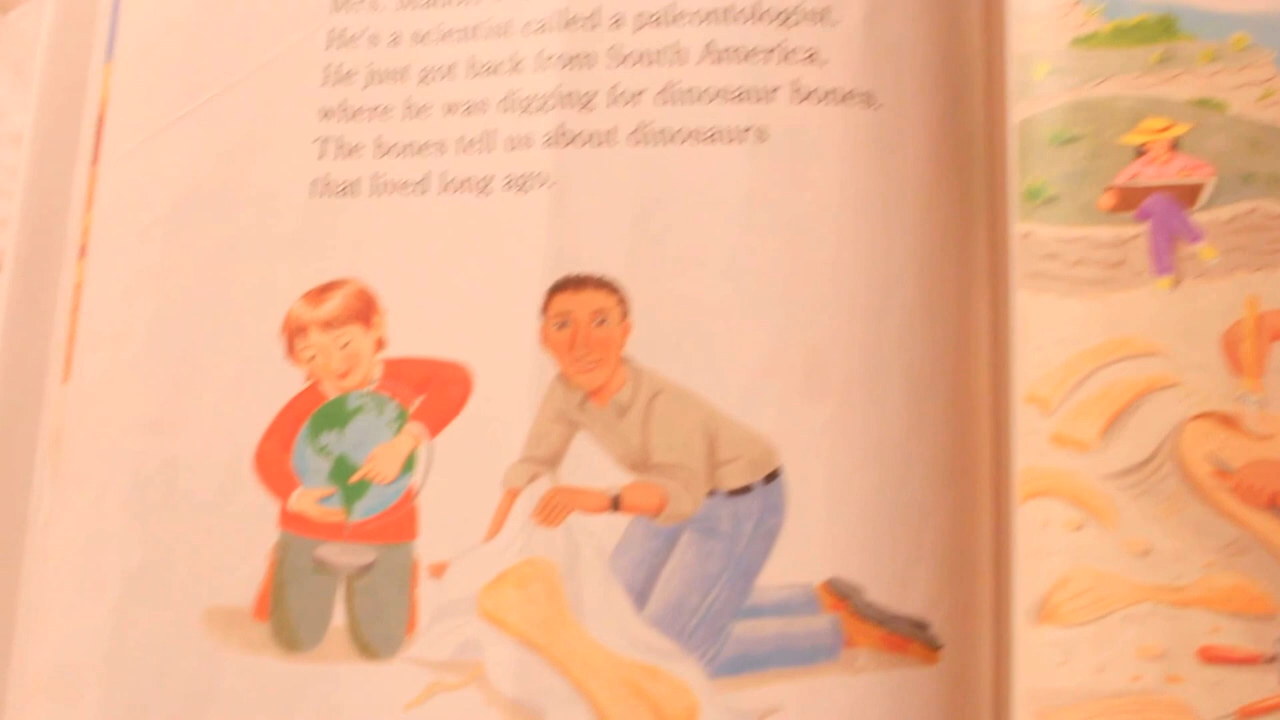 Mrs.
He's a scientist called a paleontologist.
He just got back from South America,
where he was digging for dinosaur bones.
The bones tell us about dinosaurs
that lived long ago.